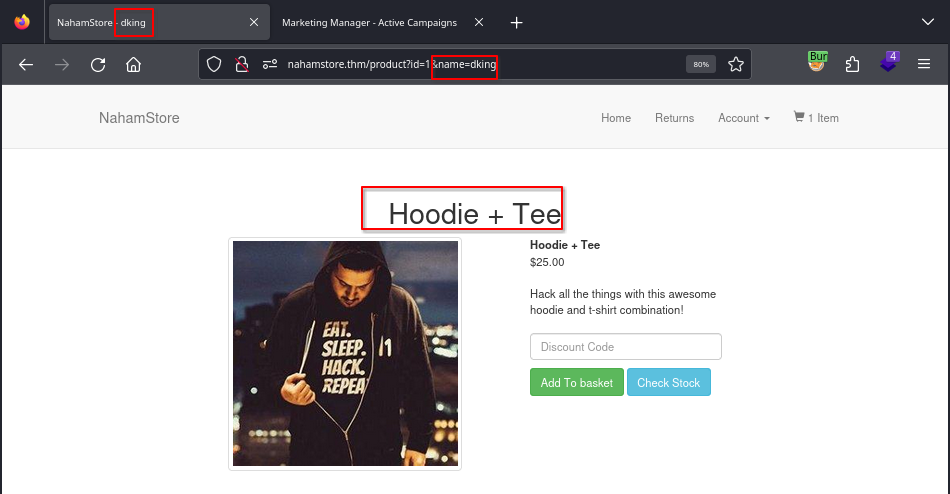 NahamStore - dking
Marketing Manager - Active Campaigns
nahamstore.thm/product?id=1&name=dking
80%
Bur
4
NahamStore
Home
Returns
Account
1 Item
Hoodie + Tee
Hoodie + Tee
$25.00
Hack all the things with this awesome
hoodie and t-shirt combination!
Discount Code
Add To basket
Check Stock
EAT.
SLEEP.
HACK.
REPEA